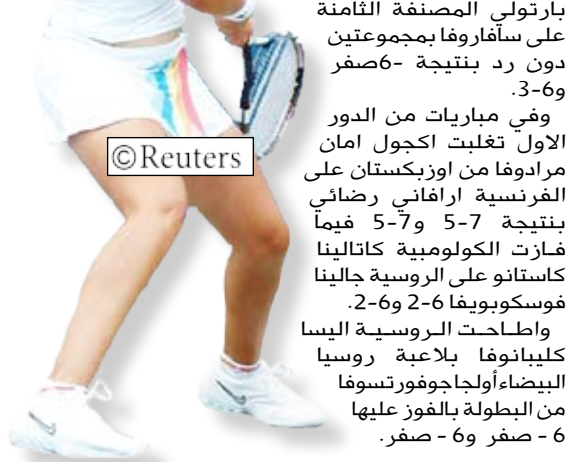 بارتولي المصنفة الثامنة
على سافاروفا بمجموعتين
دون رد بنتيجة -6صفر
و6-3.
وفي مباريات من الدور
الاول تغلبت اكجول امان
مرادوفا من اوزبكستان على
الفرنسية ارافاني رضائي
بنتيجة 7-5 و7-5 فيما
فازت الكولومبية كاتالينا
كاستانو على الروسية جالينا
فوسكوبويفا 6-2 و6-2.
واطاحت الروسية اليسا
كليبانوفا بلاعبة روسيا
البيضاءأولجاجوفورتسوفا
من البطولة بالفوز عليها
6 - صفر و6 - صفر.
©Reuters